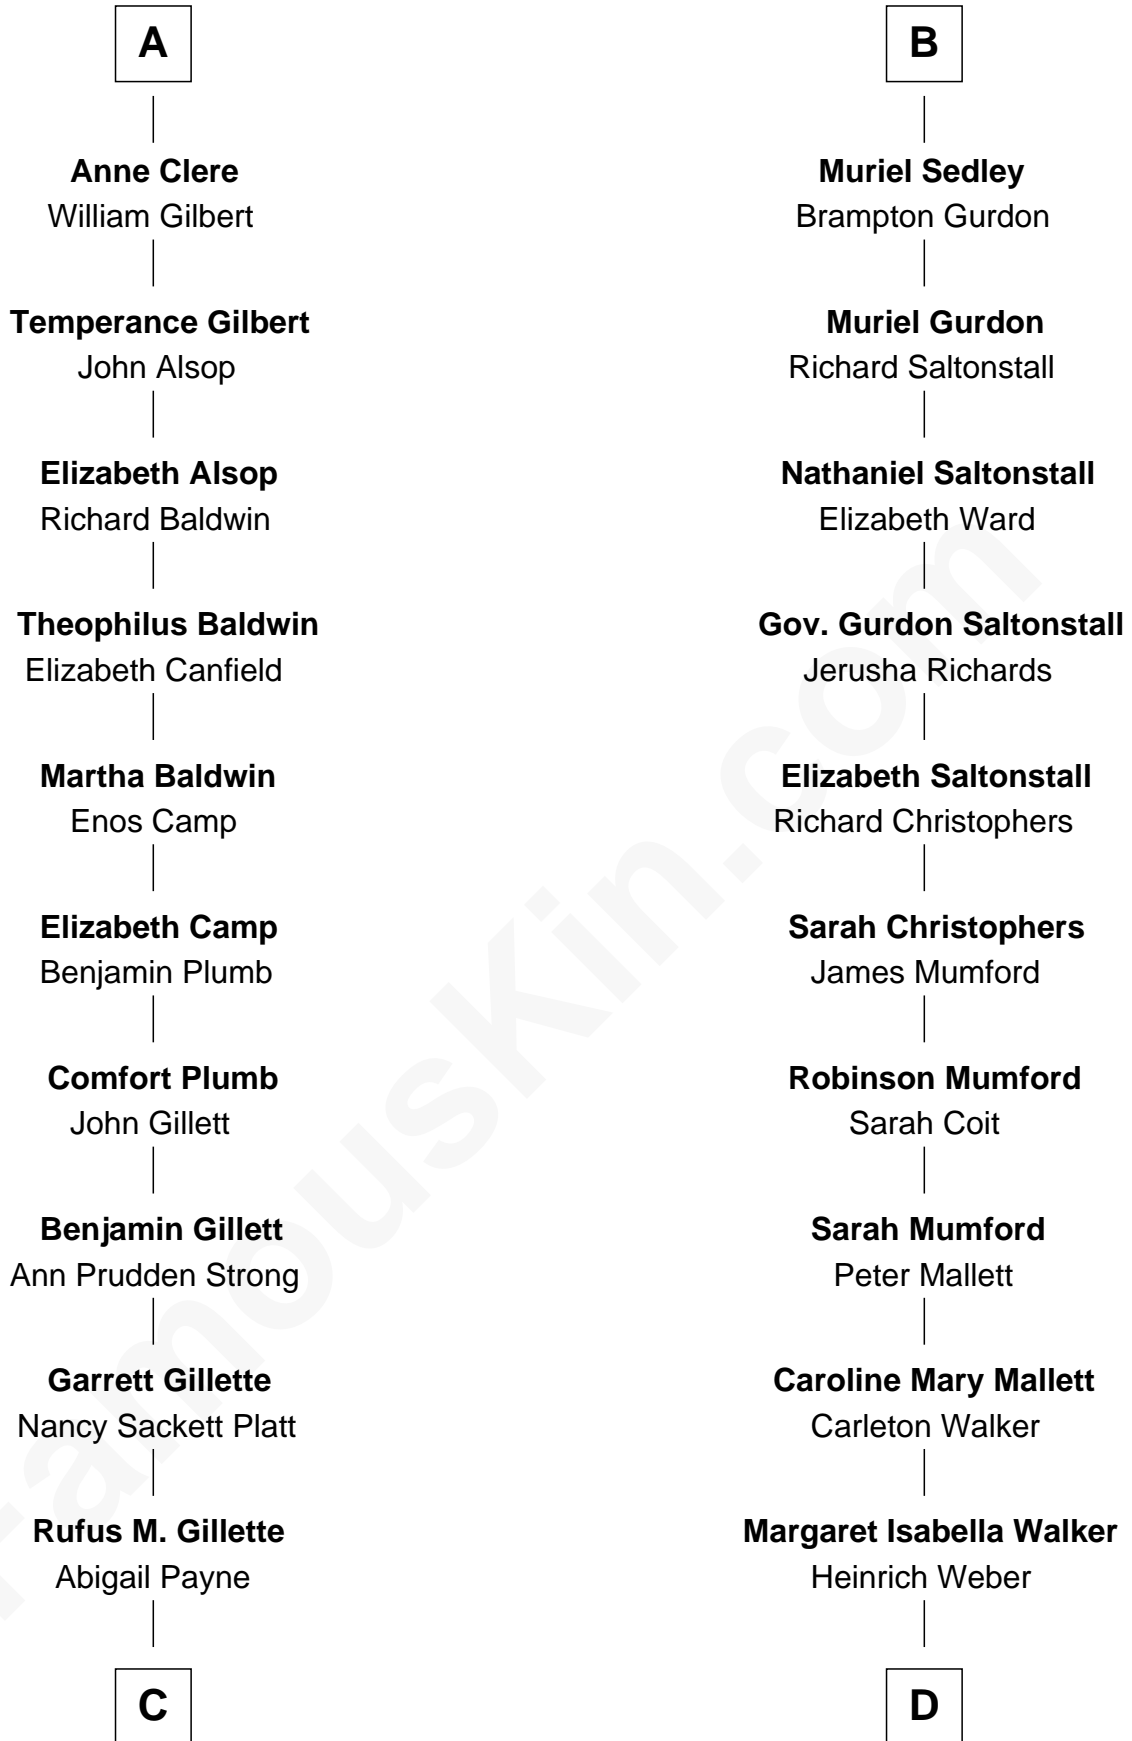 A
Anne Clere
William Gilbert
Temperance Gilbert
John Alsop
Elizabeth Alsop
Richard Baldwin
Theophilus Baldwin
Elizabeth Canfield
Martha Baldwin
Enos Camp
Elizabeth Camp
Benjamin Plumb
Comfort Plumb
John Gillett
Benjamin Gillett
Ann Prudden Strong
Garrett Gillette
Nancy Sackett Platt
Rufus M. Gillette
Abigail Payne
C
B
Muriel Sedley
Brampton Gurdon
Muriel Gurdon
Richard Saltonstall
Nathaniel Saltonstall
Elizabeth Ward
Gov. Gurdon Saltonstall
Jerusha Richards
Elizabeth Saltonstall
Richard Christophers
Sarah Christophers
James Mumford
Robinson Mumford
Sarah Coit
Sarah Mumford
Peter Mallett
Caroline Mary Mallett
Carleton Walker
Margaret Isabella Walker
Heinrich Weber
D
FamousKin.com